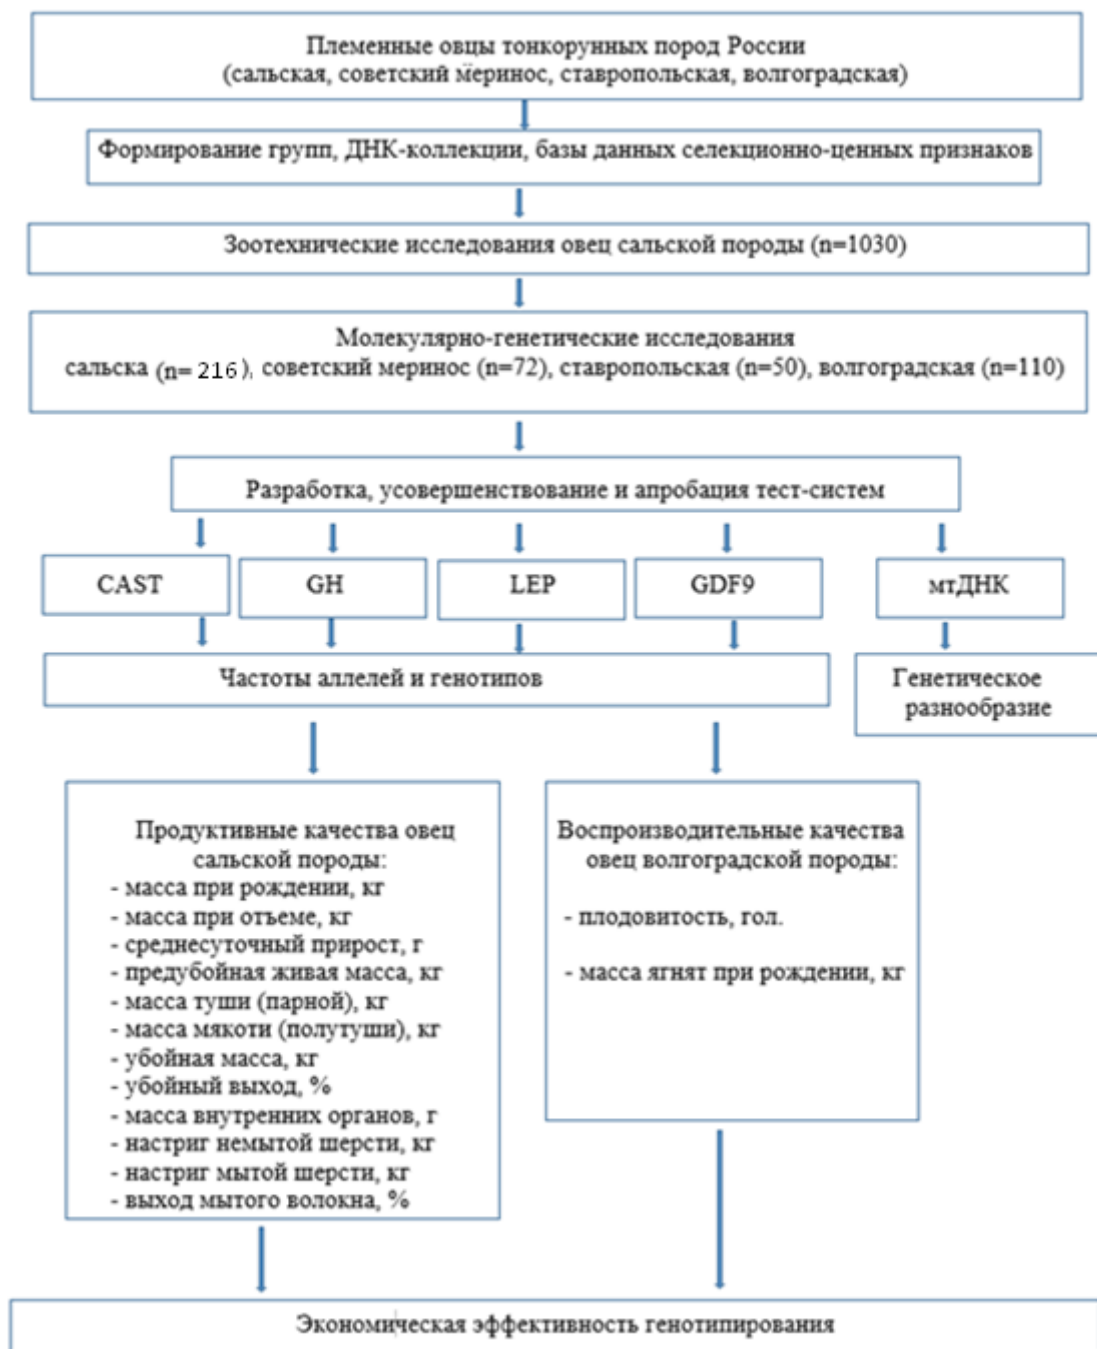 Племенные овцы тонкорунных пород России
(сальская, советский меринос, ставропольская, волгоградская)
Формирование групп, ДНК-коллекции, базы данных селекционно-ценных признаков
Зоотехнические исследования овец сальской породы (n=1030)
Молекулярно-генетические исследования
сальска (n= 216), советский меринос (n=72), ставропольская (n=50), волгоградская (n=110)
Разработка, усовершенствование и апробация тест-систем
CAST
GH
LEP
GDF9
мтДНК
Частоты аллелей и генотипов
Генетическое
разнообразие
Продуктивные качества овец
сальской породы:
- масса при рождении, кг
- масса при отъеме, кг
- среднесуточный прирост, г
- предубойная живая масса, кг
- масса туши (парной), кг
- масса мякоти (полутуши), кг
- убойная масса, кг
- убойный выход, %
- масса внутренних органов, г
- настриг немытой шерсти, кг
- настриг мытой шерсти, кг
- выход мытого волокна, %
Воспроизводительные качества
овец волгоградской породы:
- плодовитость, гол.
- масса ягнят при рождении, кг
Экономическая эффективность генотипирования